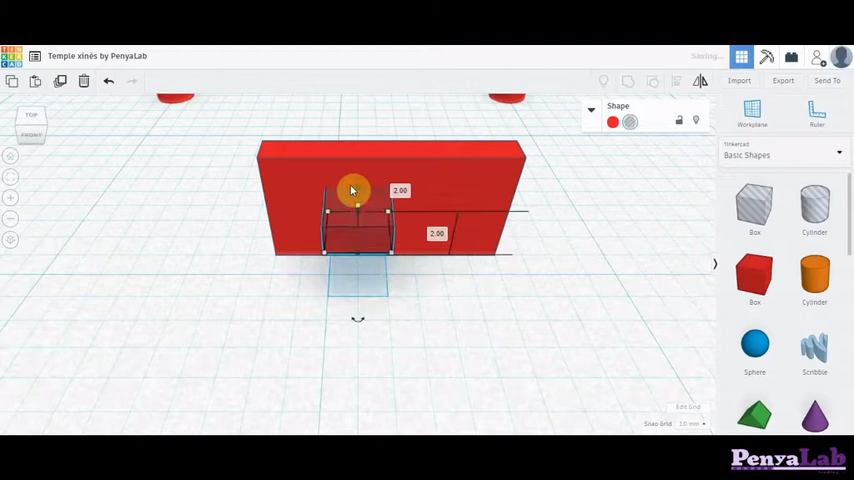 TIN
KER
CAD
Temple xinès by PenyaLab
Saving...
Import
Export
Send To
TOP
FRONT
Shape
Workplane
Ruler
Tinkercad
Basic Shapes
2.00
2.00
Box
Cylinder
Box
Cylinder
Sphere
Scribble
Edit Grid
Snap Grid
1.0 mm
PenyaLab